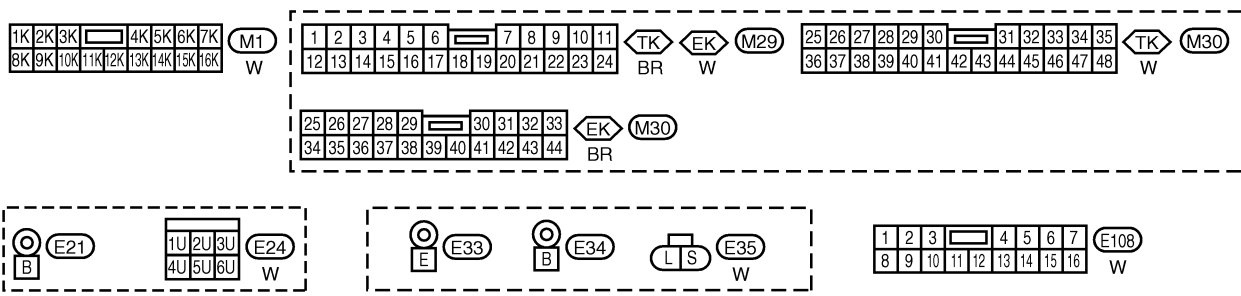 1K 2K 3K 4K 5K 6K 7K M1
8K 9K 10K 11K 12K 13K 14K 15K 16K W
1 2 3 4 5 6 7 8 9 10 11 TK EK M29
12 13 14 15 16 17 18 19 20 21 22 23 24 BR W
25 26 27 28 29 30 31 32 33 34 35 TK M30
36 37 38 39 40 41 42 43 44 45 46 47 48 W
25 26 27 28 29 30 31 32 33 EK M30
34 35 36 37 38 39 40 41 42 43 44 BR
B E21
1U 2U 3U E24
4U 5U 6U W
E E33
B E34
L S E35
W
1 2 3 4 5 6 7 E108
8 9 10 11 12 13 14 15 16 W